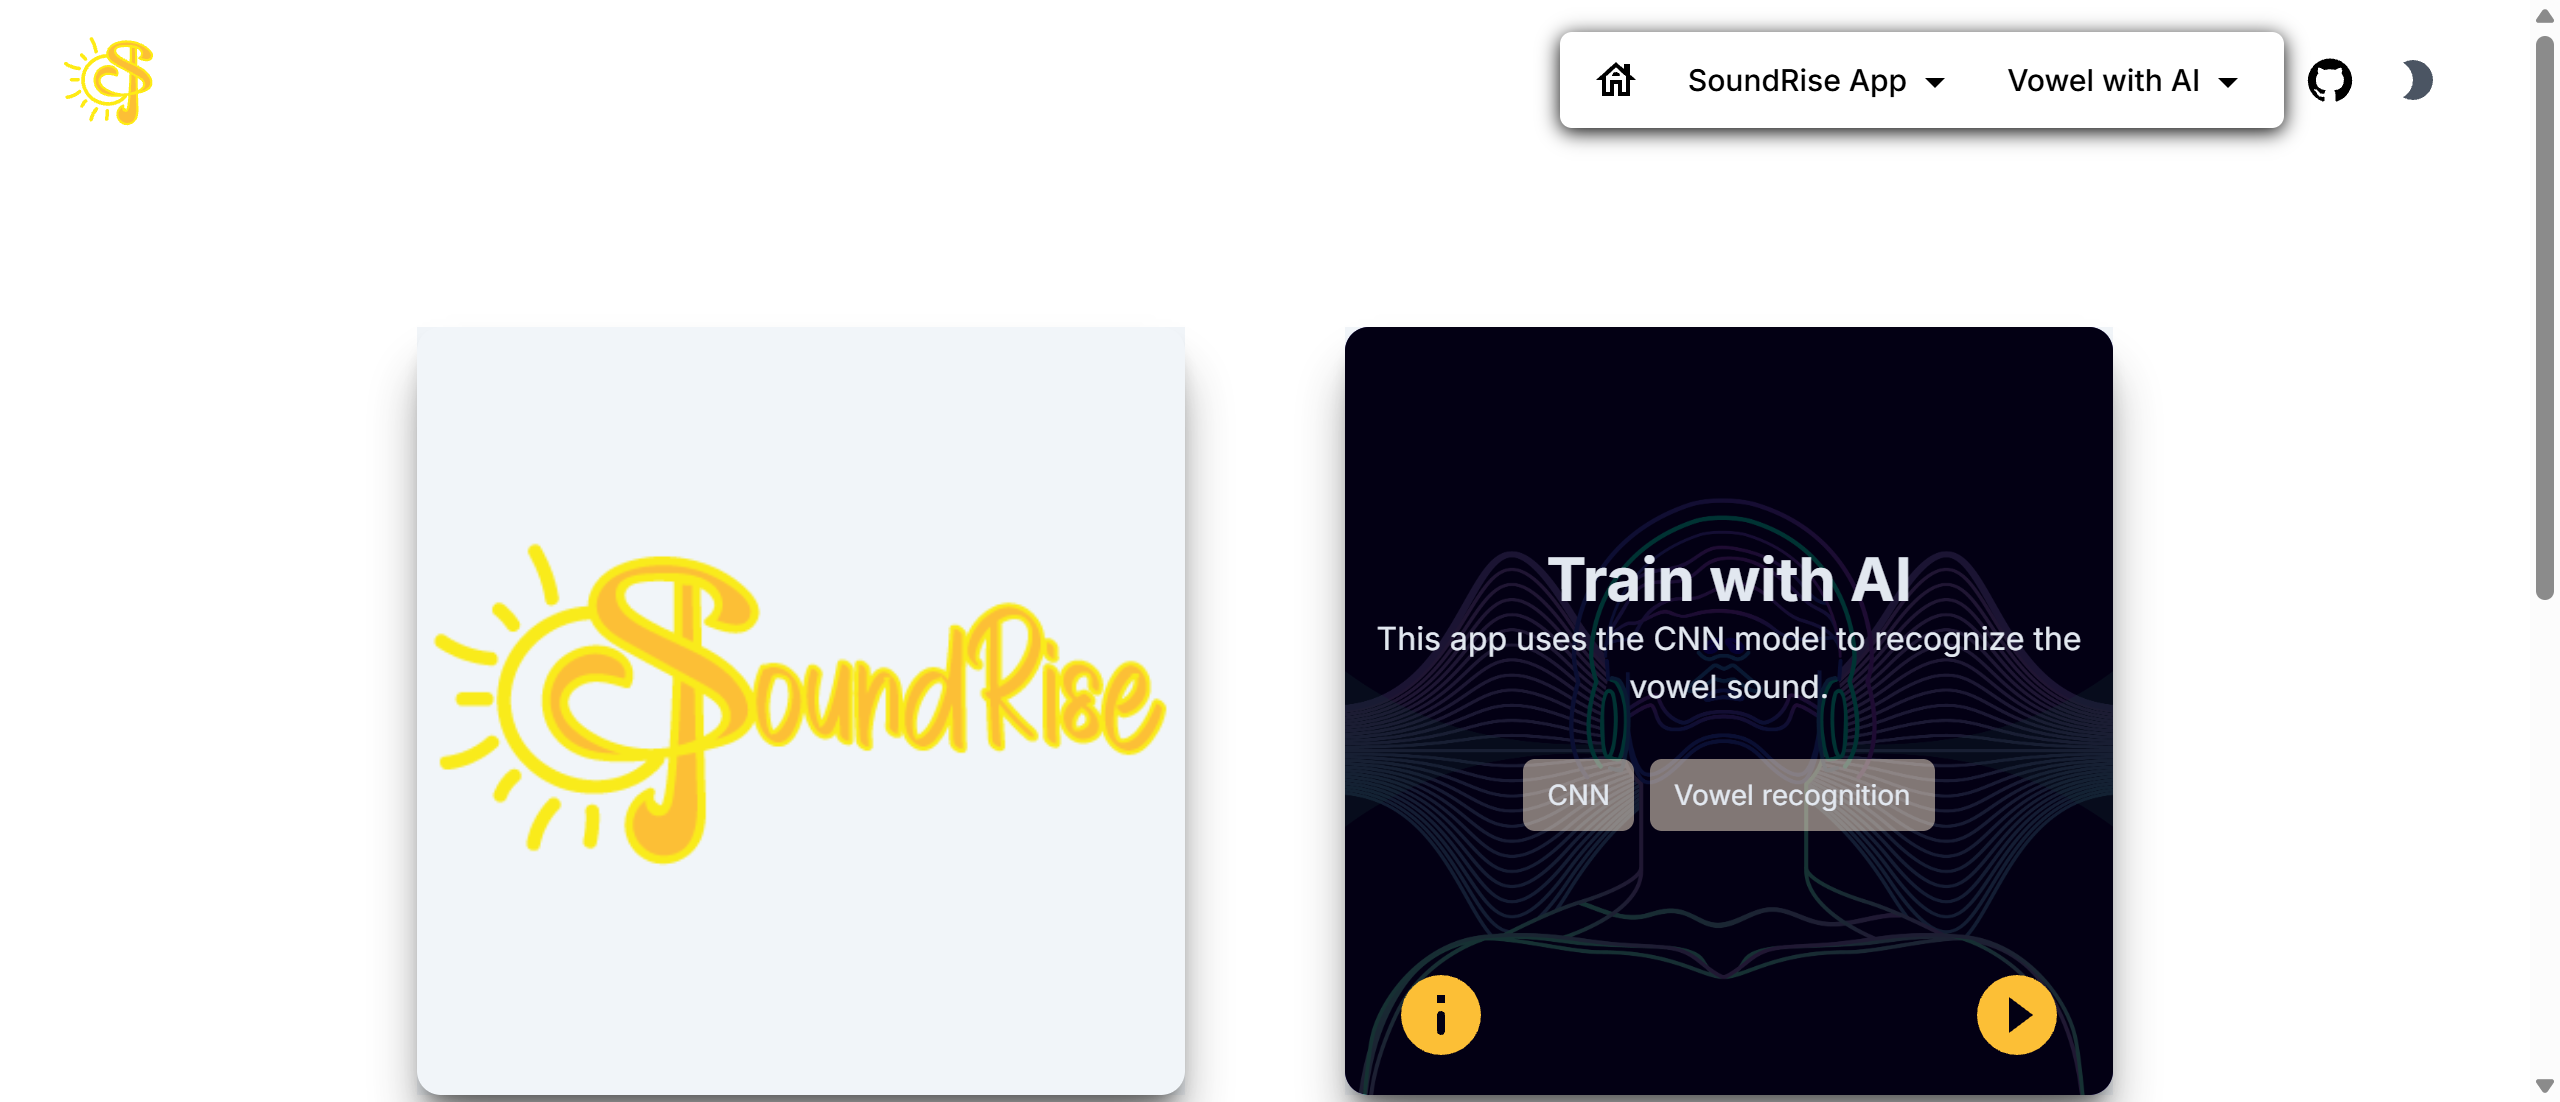 SoundRise App
Vowel with AI
SoundRise
Train with AI
This app uses the CNN model to recognize the
vowel sound.
CNN
Vowel recognition